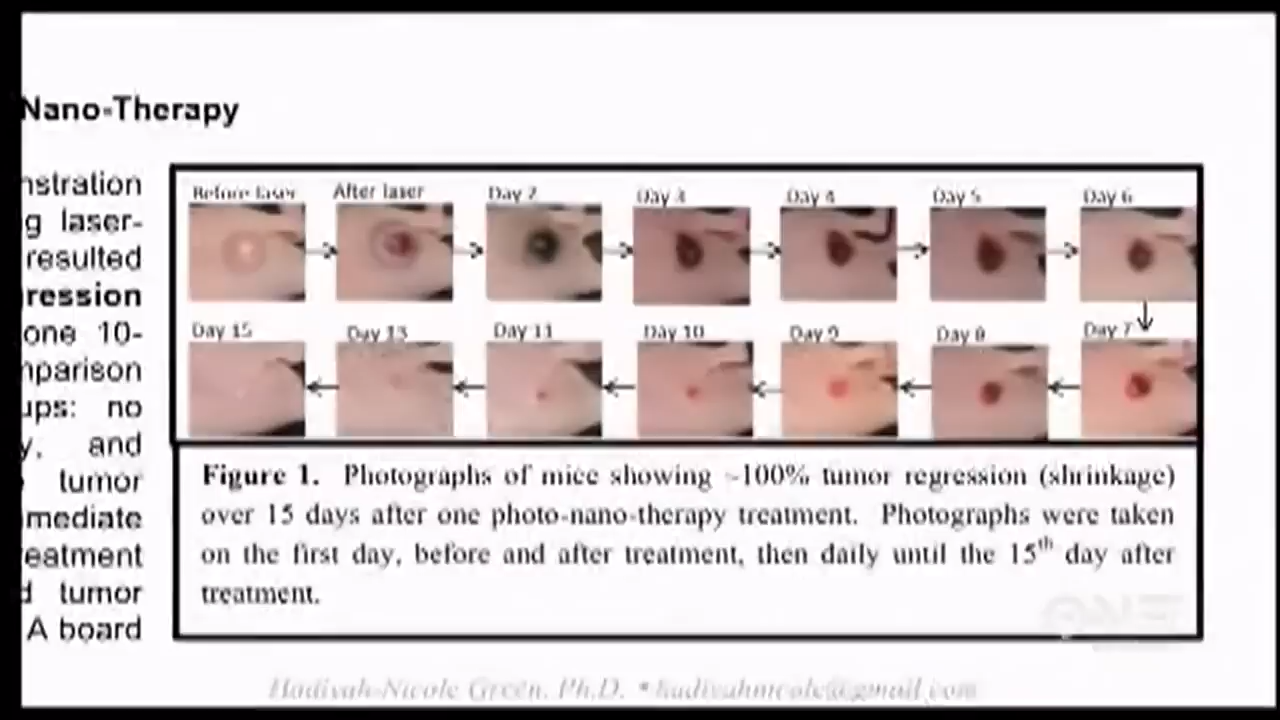 Nano-Therapy
nstration
g laser-
resulted
ression
one 10-
nparison
ups: no
y, and
tumor
mediate
eatment
d tumor
A board
Before laser
After laser
Day 2
Day 3
Day 4
Day 5
Day 6
Day 15
Day 13
Day 11
Day 10
Day 9
Day 8
Day 7
Figure 1. Photographs of mice showing ~100% tumor regression (shrinkage)
over 15 days after one photo-nano-therapy treatment. Photographs were taken
on the first day, before and after treatment, then daily until the 15th day after
treatment.
Hadiyah-Nicole Green, Ph.D. • hadiyahnicole@gmail.com